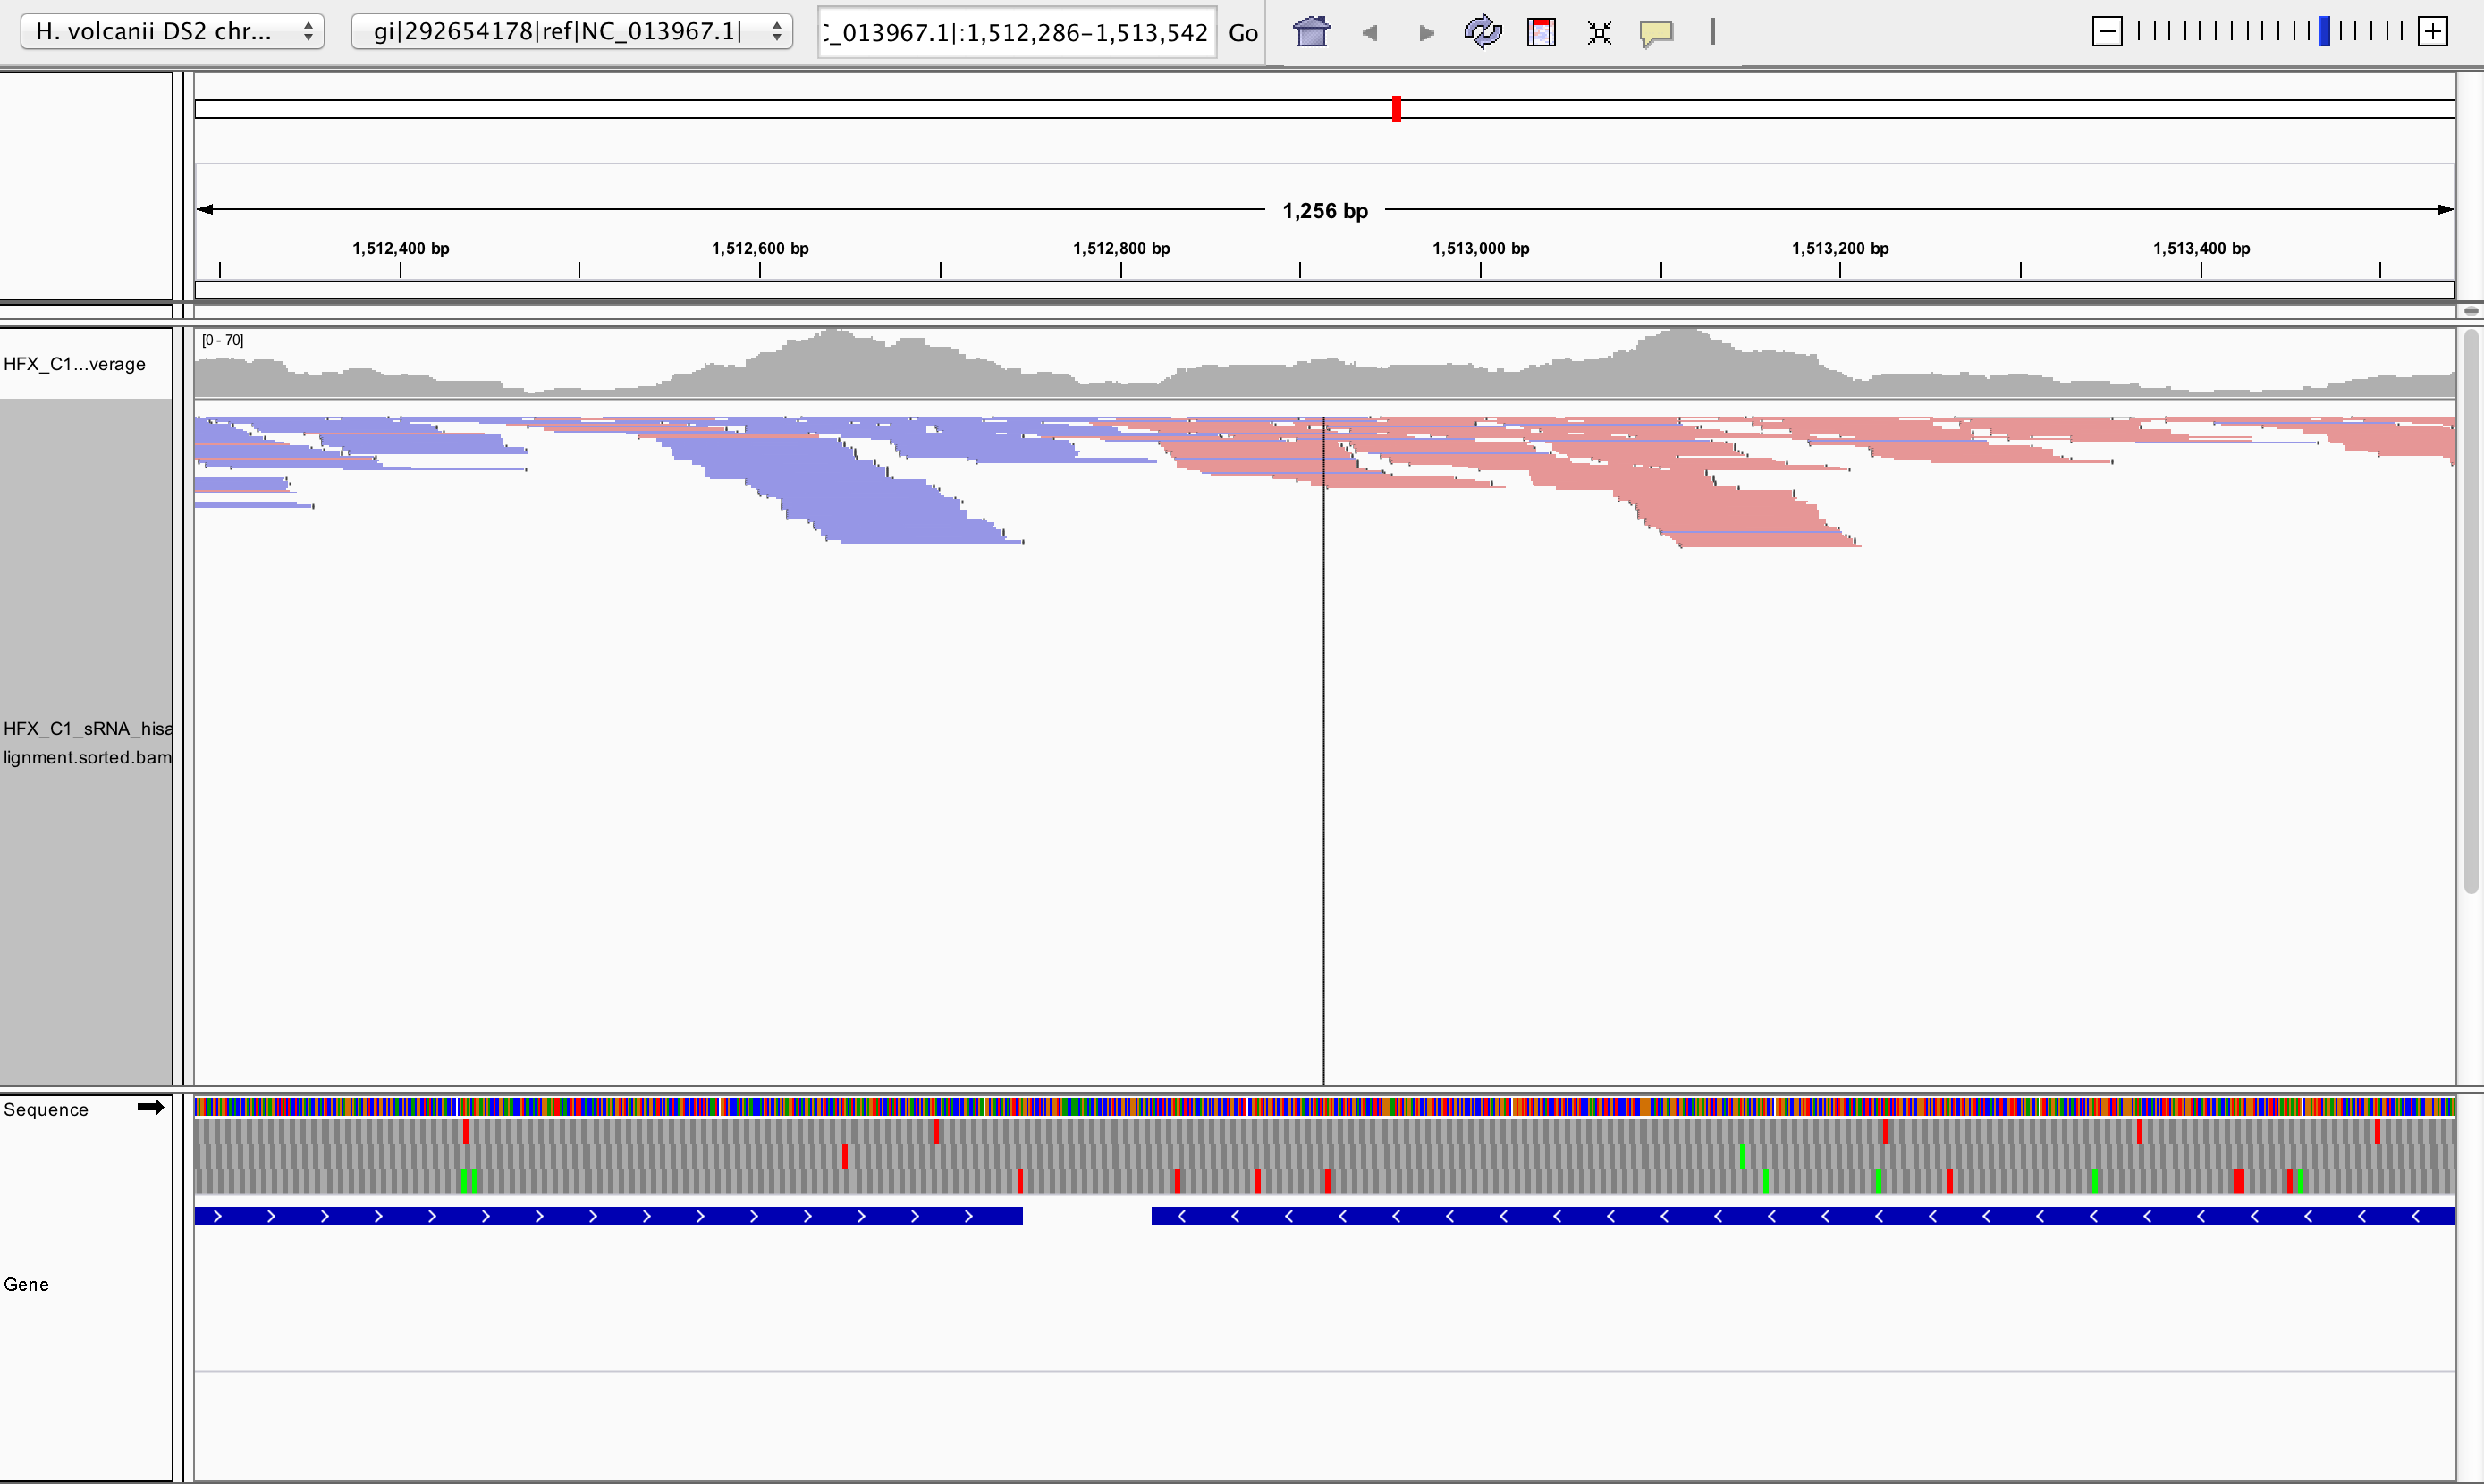 H. volcanii DS2 chr... gi|292654178|ref|NC_013967.1| :_013967.1|:1,512,286-1,513,542 Go
1,256 bp
1,512,400 bp 1,512,600 bp 1,512,800 bp 1,513,000 bp 1,513,200 bp 1,513,400 bp
[0 - 70]
HFX_C1...verage
HFX_C1_sRNA_hisa
lignment.sorted.bam
Sequence
Gene